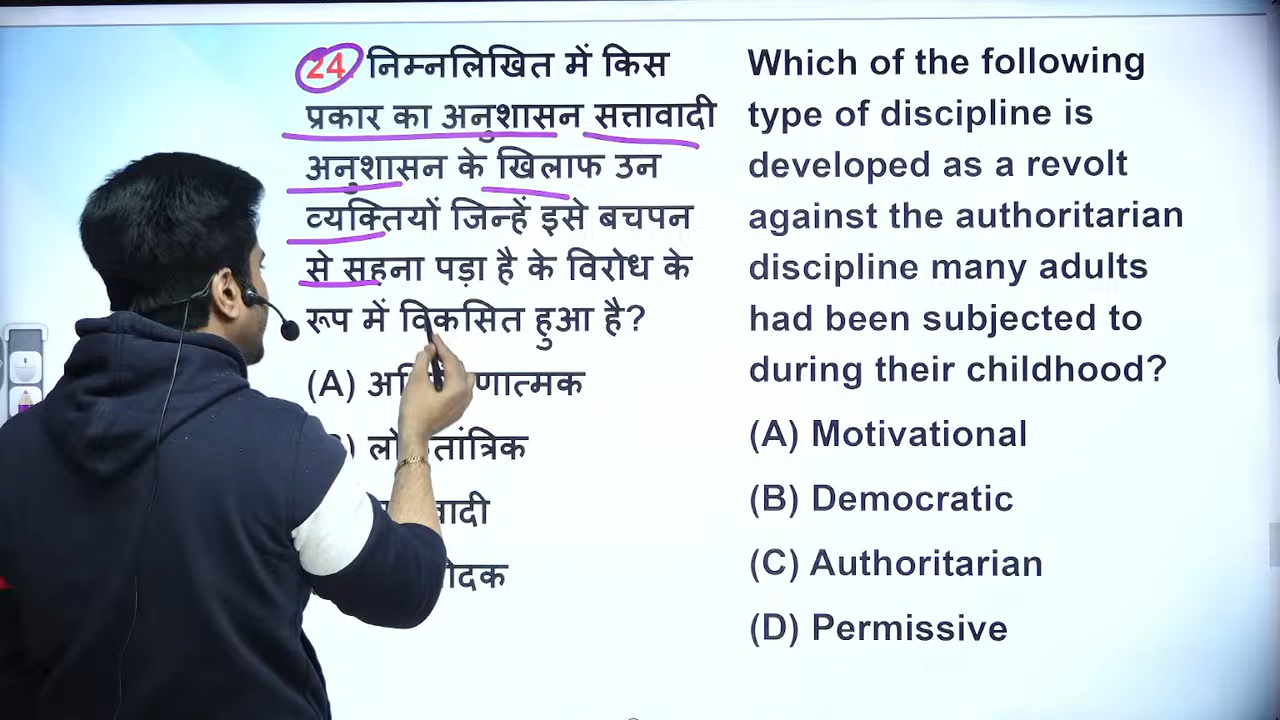 24 निम्नलिखित में किस
प्रकार का अनुशासन सत्तावादी
अनुशासन के खिलाफ उन
व्यक्तियों जिन्हें इसे बचपन
से सहना पड़ा है के विरोध के
रूप में विकसित हुआ है?
(A)
Which of the following
type of discipline is
developed as a revolt
against the authoritarian
discipline many adults
had been subjected to
during their childhood?
(A) Motivational
(B) Democratic
(C) Authoritarian
(D) Permissive